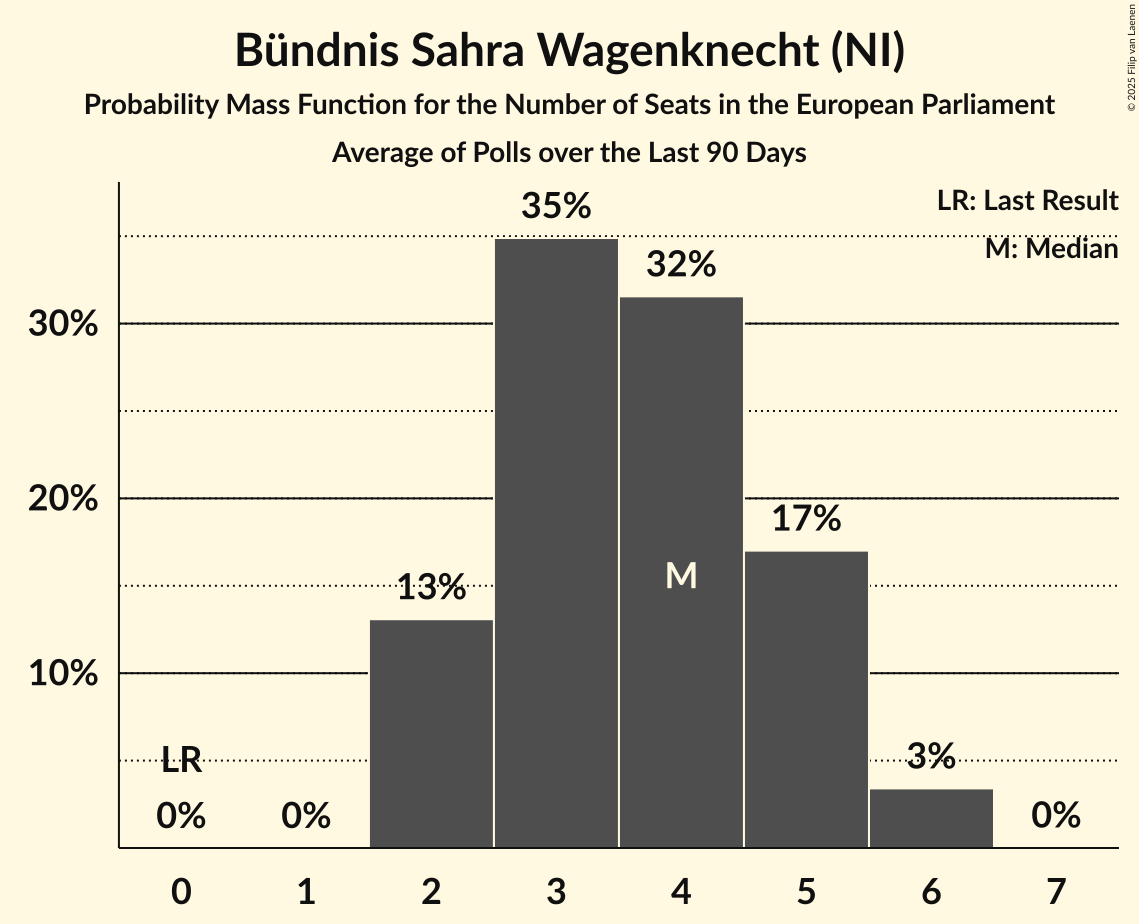 Bündnis Sahra Wagenknecht (NI)
Probability Mass Function for the Number of Seats in the European Parliament
Average of Polls over the Last 90 Days
© 2025 Filip van Laenen
LR: Last Result
M: Median
35%
32%
30%
20%
17%
13%
M
10%
LR
3%
0%
0%
0%
0 1 2 3 4 5 6 7